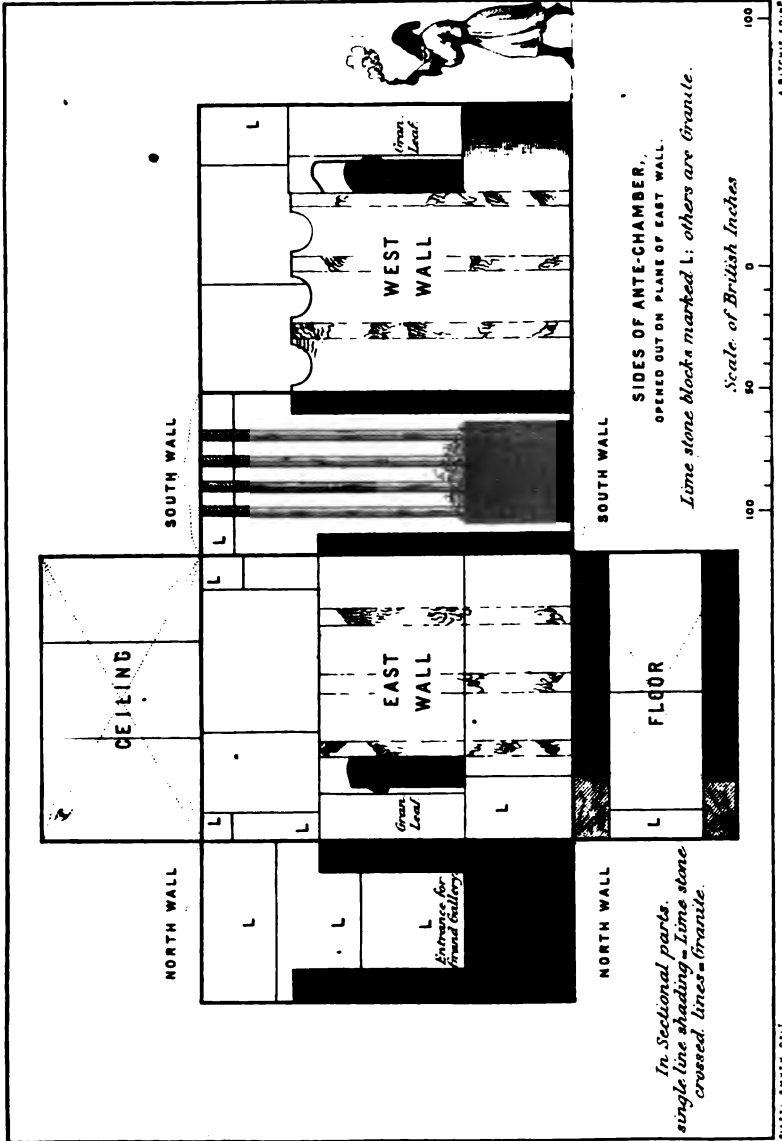 CEILING
NORTH WALL
SOUTH WALL
L
L
L
L
L
L
L
L
L
Entrance for
Grand Gallery
Gran
Leaf
EAST
WALL
L
WEST
WALL
Gran
Leaf
NORTH WALL
SOUTH WALL
L
FLOOR
In Sectional parts.
single line shading = Lime stone
crossed lines = Granite.
SIDES OF ANTE-CHAMBER,
OPENED OUT ON PLANE OF EAST WALL.
Lime stone blocks marked L; others are Granite.
Scale of British Inches
100
50
0
100